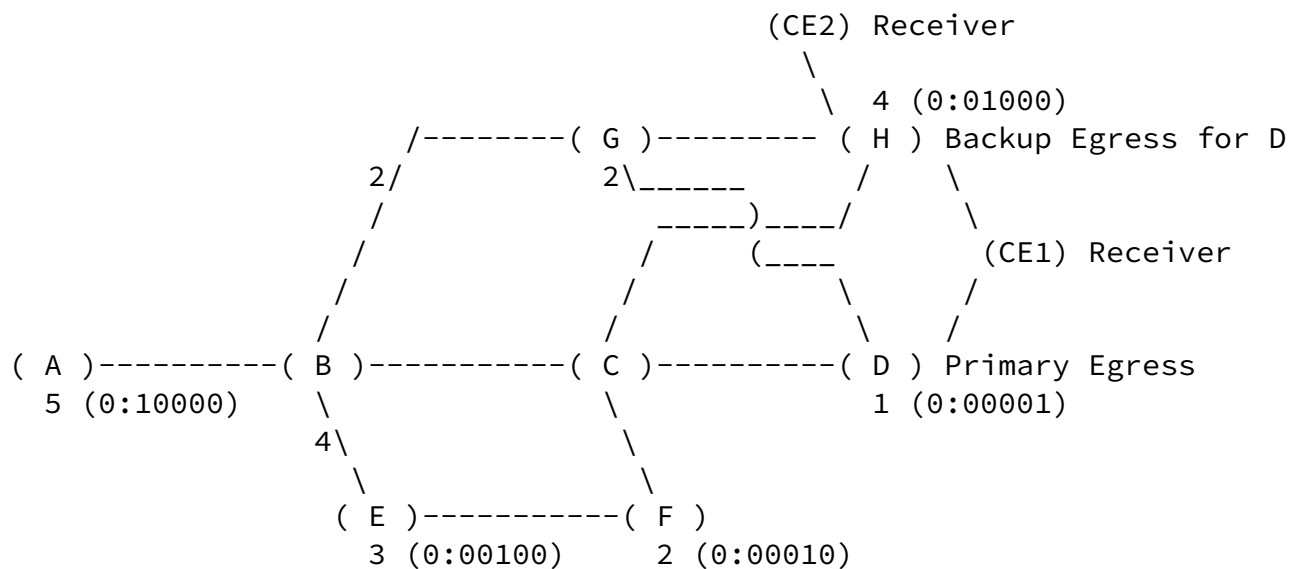 (CE2) Receiver
4 (0:01000)
( G ) ( H ) Backup Egress for D
2 2
(CE1) Receiver
( A ) ( B ) ( C ) ( D ) Primary Egress
5 (0:10000) 1 (0:00001)
4
( E ) ( F )
3 (0:00100) 2 (0:00010)